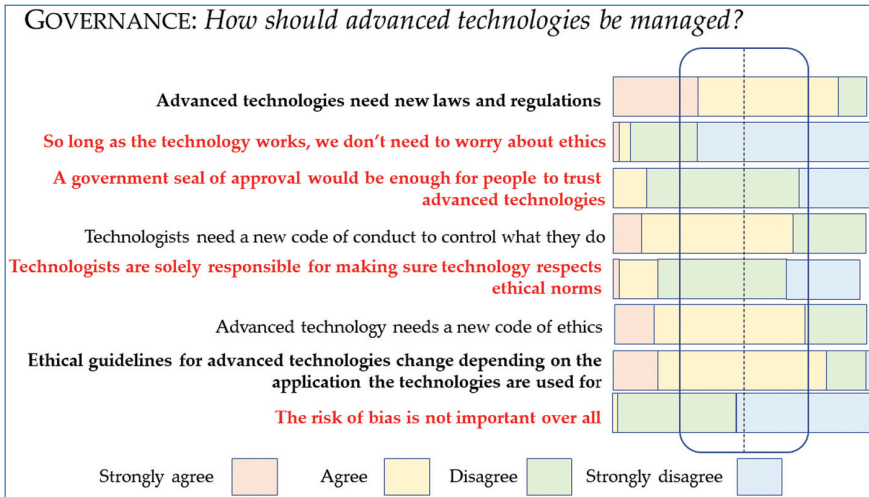 GOVERNANCE: How should advanced technologies be managed?
Advanced technologies need new laws and regulations
So long as the technology works, we don't need to worry about ethics
A government seal of approval would be enough for people to trust
advanced technologies
Technologists need a new code of conduct to control what they do
Technologists are solely responsible for making sure technology respects
ethical norms
Advanced technology needs a new code of ethics
Ethical guidelines for advanced technologies change depending on the
application the technologies are used for
The risk of bias is not important over all
Strongly agree Agree Disagree Strongly disagree